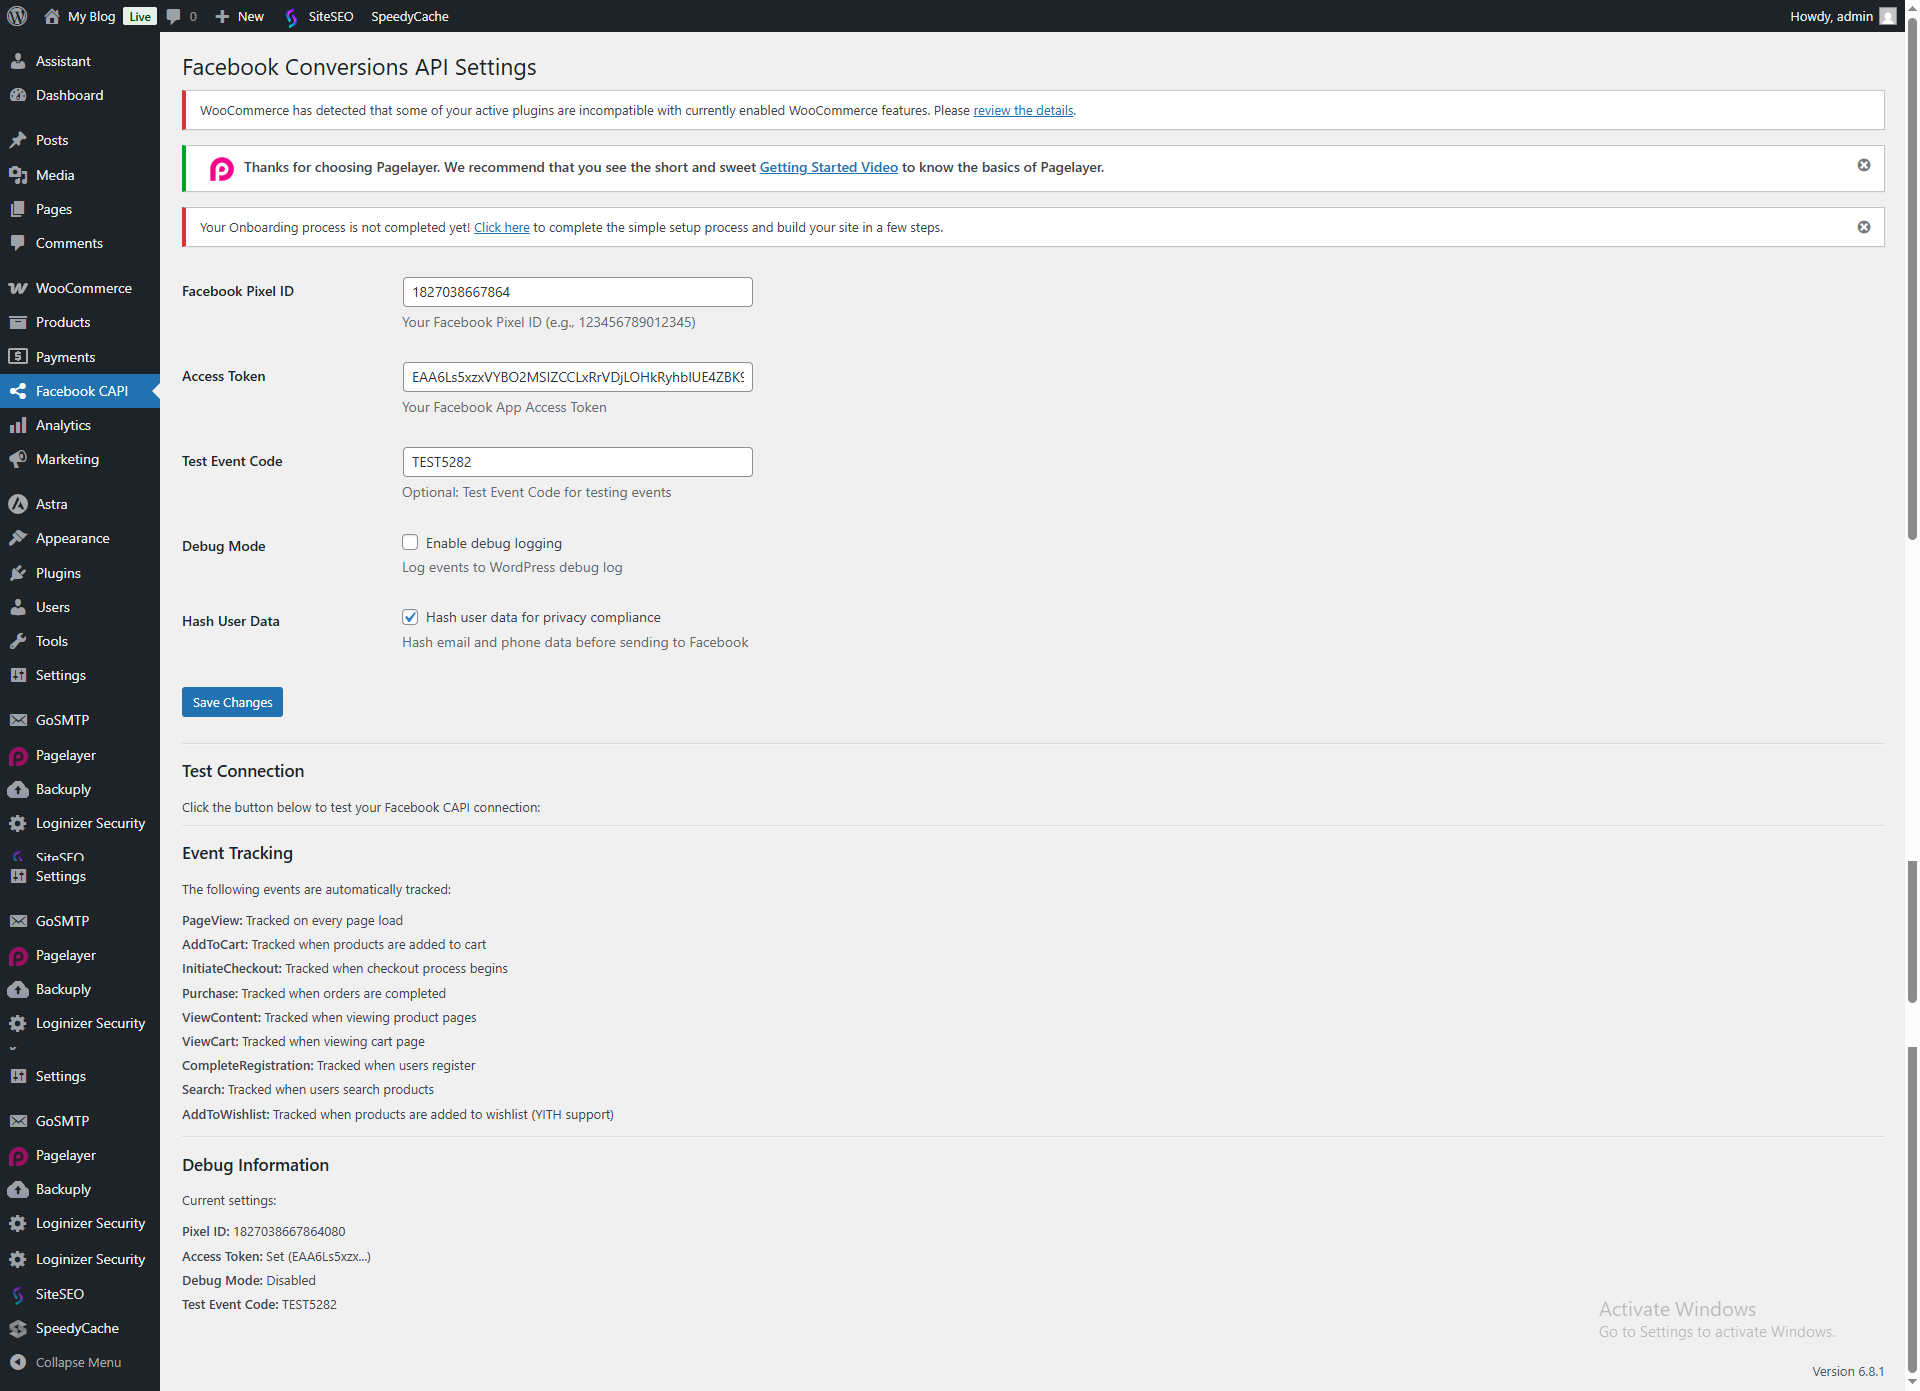 My Blog Live 0 New SiteSEO SpeedyCache Howdy, admin
Assistant
Dashboard
Posts
Media
Pages
Comments
WooCommerce
Products
Payments
Facebook CAPI
Analytics
Marketing
Astra
Appearance
Plugins
Users
Tools
Settings
GoSMTP
Pagelayer
Backuply
Loginizer Security
SiteSEO
Settings
GoSMTP
Pagelayer
Backuply
Loginizer Security
Settings
GoSMTP
Pagelayer
Backuply
Loginizer Security
Loginizer Security
SiteSEO
SpeedyCache
Collapse Menu
Facebook Conversions API Settings
WooCommerce has detected that some of your active plugins are incompatible with currently enabled WooCommerce features. Please review the details.
Thanks for choosing Pagelayer. We recommend that you see the short and sweet Getting Started Video to know the basics of Pagelayer.
Your Onboarding process is not completed yet! Click here to complete the simple setup process and build your site in a few steps.
Facebook Pixel ID
1827038667864
Your Facebook Pixel ID (e.g., 123456789012345)
Access Token
EAA6Ls5xzxVYBO2MSIZCCLxRrVDjLOHkRyhbIUE4ZBK9
Your Facebook App Access Token
Test Event Code
TEST5282
Optional: Test Event Code for testing events
Debug Mode
Enable debug logging
Log events to WordPress debug log
Hash User Data
Hash user data for privacy compliance
Hash email and phone data before sending to Facebook
Save Changes
Test Connection
Click the button below to test your Facebook CAPI connection:
Event Tracking
The following events are automatically tracked:
PageView: Tracked on every page load
AddToCart: Tracked when products are added to cart
InitiateCheckout: Tracked when checkout process begins
Purchase: Tracked when orders are completed
ViewContent: Tracked when viewing product pages
ViewCart: Tracked when viewing cart page
CompleteRegistration: Tracked when users register
Search: Tracked when users search products
AddToWishlist: Tracked when products are added to wishlist (YITH support)
Debug Information
Current settings:
Pixel ID: 1827038667864080
Access Token: Set (EAA6Ls5xzx...)
Debug Mode: Disabled
Test Event Code: TEST5282
Activate Windows
Go to Settings to activate Windows.
Version 6.8.1